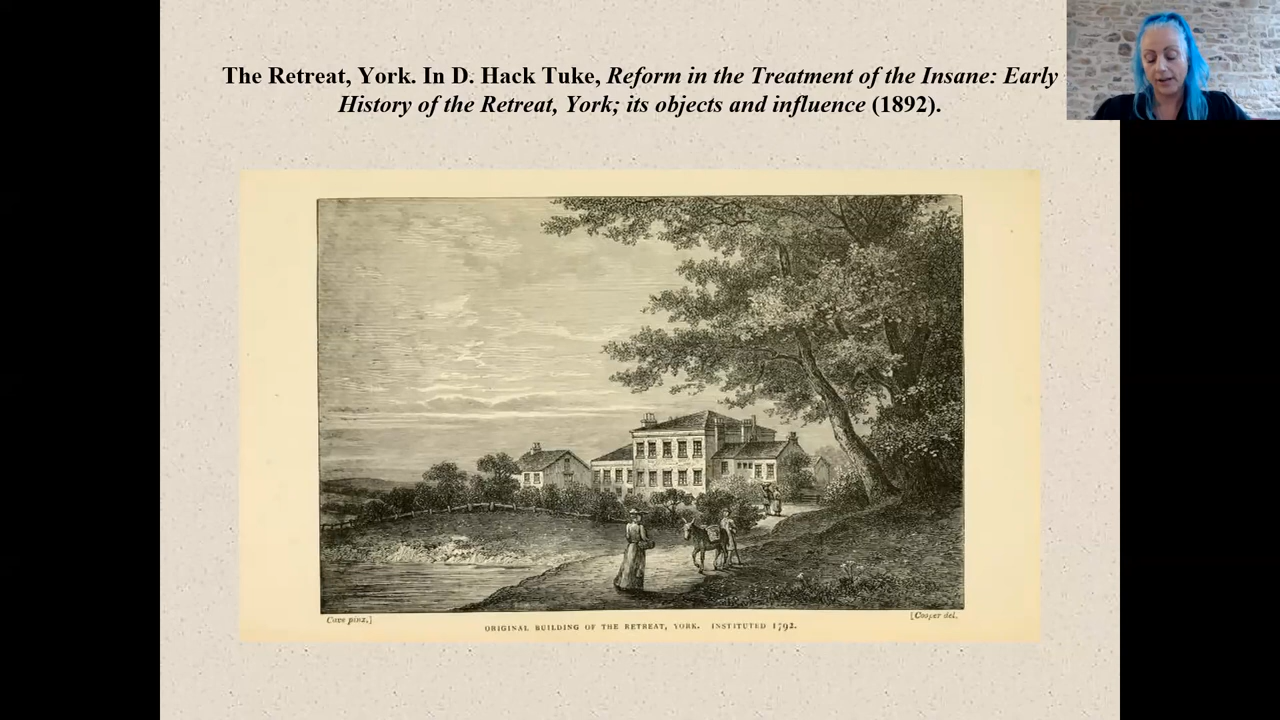 The Retreat, York. In D. Hack Tuke, Reform in the Treatment of the Insane: Early
History of the Retreat, York; its objects and influence (1892).
Cave pinx.] [Cooper del.
ORIGINAL BUILDING OF THE RETREAT, YORK. INSTITUTED 1792.